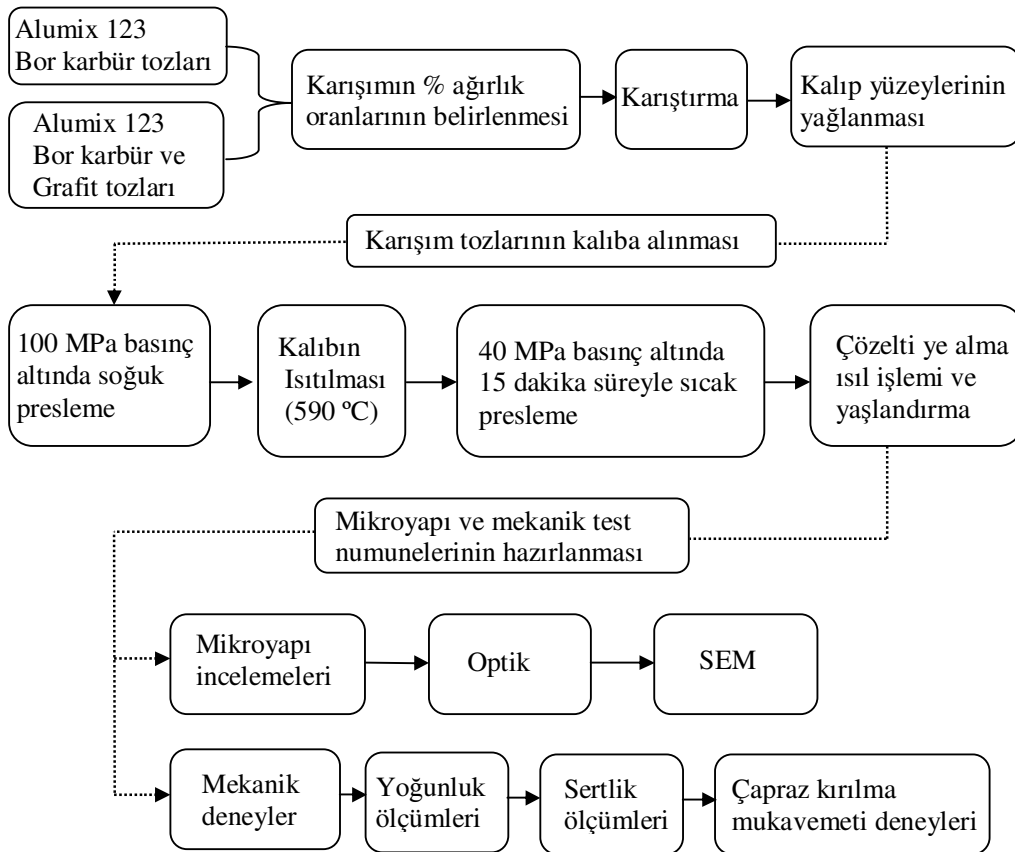 Alumix 123
Bor karbür tozları
Alumix 123
Bor karbür ve
Grafit tozları
Karışımın % ağırlık
oranlarının belirlenmesi
Karıştırma
Kalıp yüzeylerinin
yağlanması
Karışım tozlarının kalıba alınması
100 MPa basınç
altında soğuk
presleme
Kalıbın
Isıtılması
(590 ºC)
40 MPa basınç altında
15 dakika süreyle sıcak
presleme
Çözelti ye alma
ısıl işlemi ve
yaşlandırma
Mikroyapı ve mekanik test
numunelerinin hazırlanması
Mikroyapı
incelemeleri
Optik
SEM
Mekanik
deneyler
Yoğunluk
ölçümleri
Sertlik
ölçümleri
Çapraz kırılma
mukavemeti deneyleri